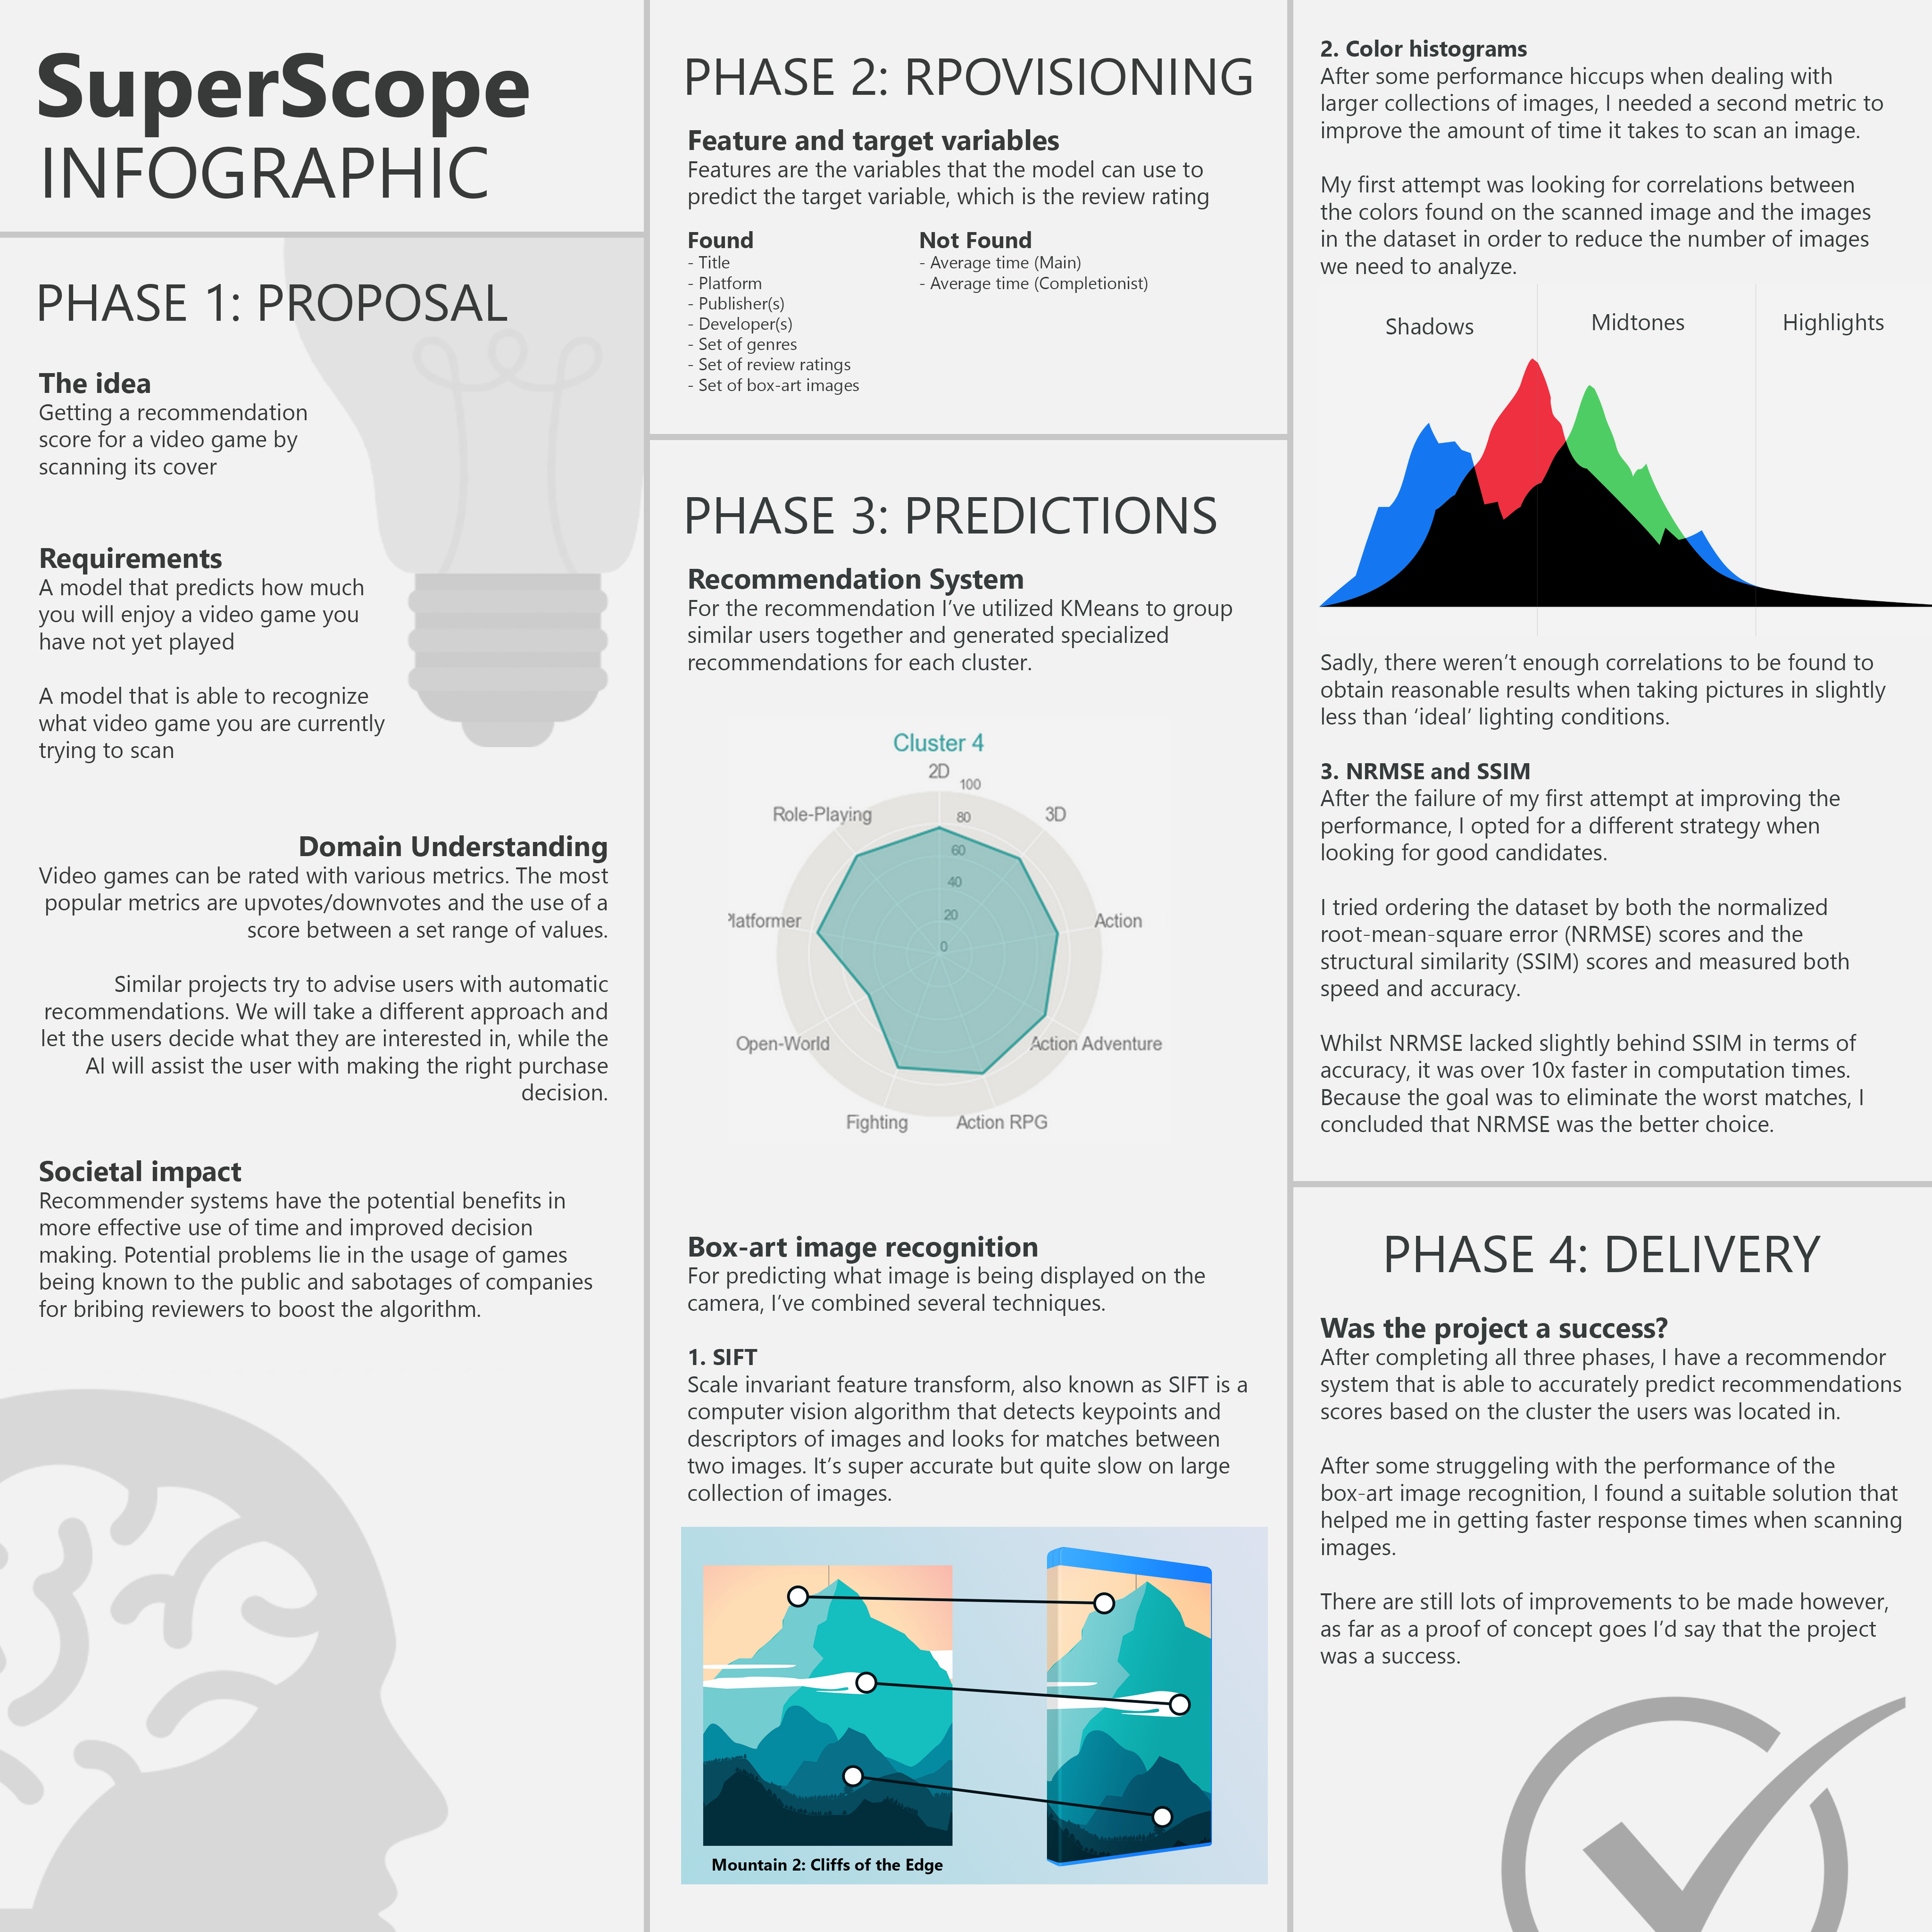 SuperScope
INFOGRAPHIC
PHASE 1: PROPOSAL
The idea
Getting a recommendation
score for a video game by
scanning its cover
Requirements
A model that predicts how much
you will enjoy a video game you
have not yet played
A model that is able to recognize
what video game you are currently
trying to scan
Domain Understanding
Video games can be rated with various metrics. The most
popular metrics are upvotes/downvotes and the use of a
score between a set range of values.
Similar projects try to advise users with automatic
recommendations. We will take a different approach and
let the users decide what they are interested in, while the
AI will assist the user with making the right purchase
decision.
Societal impact
Recommender systems have the potential benefits in
more effective use of time and improved decision
making. Potential problems lie in the usage of games
being known to the public and sabotages of companies
for bribing reviewers to boost the algorithm.
PHASE 2: RPOVISIONING
Feature and target variables
Features are the variables that the model can use to
predict the target variable, which is the review rating
Found
- Title
- Platform
- Publisher(s)
- Developer(s)
- Set of genres
- Set of review ratings
- Set of box-art images
Not Found
- Average time (Main)
- Average time (Completionist)
PHASE 3: PREDICTIONS
Recommendation System
For the recommendation I've utilized KMeans to group
similar users together and generated specialized
recommendations for each cluster.
Cluster 4
2D
100
Role-Playing
80
3D
60
40
latformer
20
Action
0
Open-World
Action Adventure
Fighting
Action RPG
Box-art image recognition
For predicting what image is being displayed on the
camera, I've combined several techniques.
1. SIFT
Scale invariant feature transform, also known as SIFT is a
computer vision algorithm that detects keypoints and
descriptors of images and looks for matches between
two images. It's super accurate but quite slow on large
collection of images.
Mountain 2: Cliffs of the Edge
2. Color histograms
After some performance hiccups when dealing with
larger collections of images, I needed a second metric to
improve the amount of time it takes to scan an image.
My first attempt was looking for correlations between
the colors found on the scanned image and the images
in the dataset in order to reduce the number of images
we need to analyze.
Shadows
Midtones
Highlights
Sadly, there weren't enough correlations to be found to
obtain reasonable results when taking pictures in slightly
less than 'ideal' lighting conditions.
3. NRMSE and SSIM
After the failure of my first attempt at improving the
performance, I opted for a different strategy when
looking for good candidates.
I tried ordering the dataset by both the normalized
root-mean-square error (NRMSE) scores and the
structural similarity (SSIM) scores and measured both
speed and accuracy.
Whilst NRMSE lacked slightly behind SSIM in terms of
accuracy, it was over 10x faster in computation times.
Because the goal was to eliminate the worst matches, I
concluded that NRMSE was the better choice.
PHASE 4: DELIVERY
Was the project a success?
After completing all three phases, I have a recommendor
system that is able to accurately predict recommendations
scores based on the cluster the users was located in.
After some struggeling with the performance of the
box-art image recognition, I found a suitable solution that
helped me in getting faster response times when scanning
images.
There are still lots of improvements to be made however,
as far as a proof of concept goes I'd say that the project
was a success.